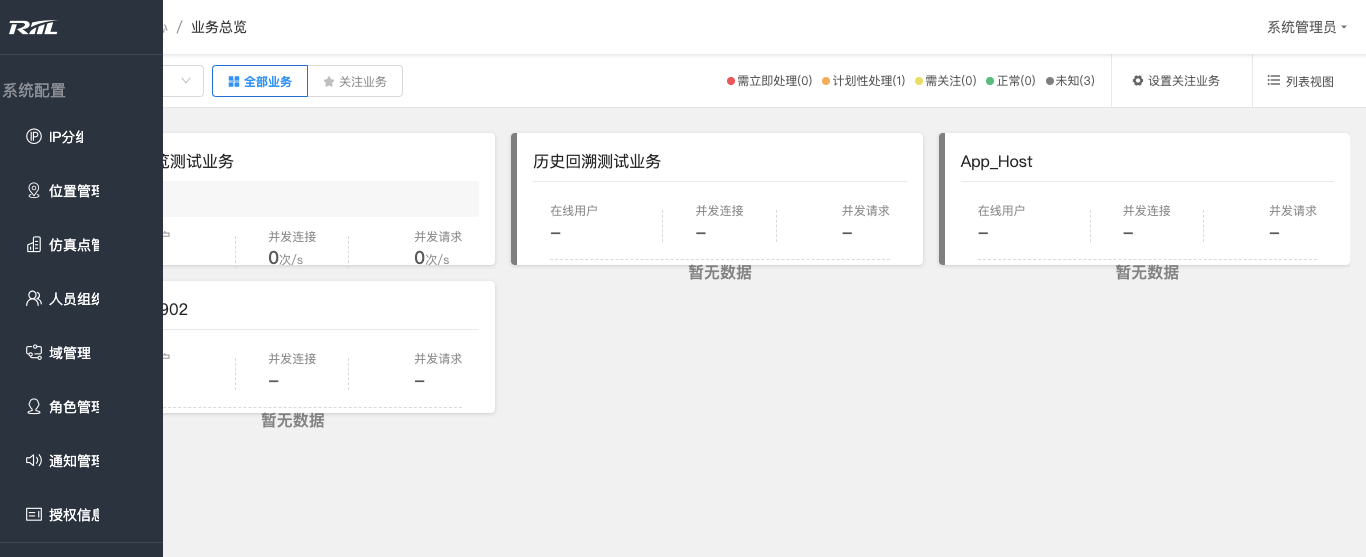 RIIL
/ 业务总览
系统管理员
系统配置
全部业务
关注业务
需立即处理(0)
计划性处理(1)
需关注(0)
正常(0)
未知(3)
设置关注业务
列表视图
IP分组
位置管理
仿真点管
人员组织
域管理
角色管理
通知管理
授权信息
览测试业务
并发连接
并发请求
0次/s
0次/s
历史回溯测试业务
在线用户
并发连接
并发请求
–
–
–
暂无数据
App_Host
在线用户
并发连接
并发请求
–
–
–
暂无数据
902
并发连接
并发请求
–
–
暂无数据